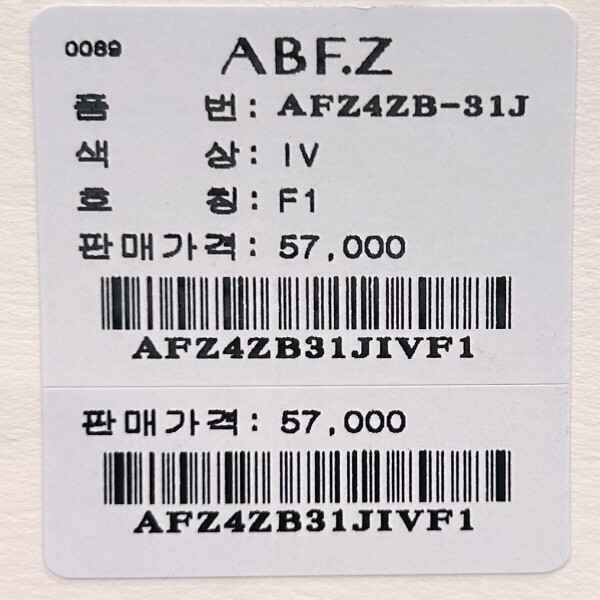 0089 ABF.Z
품 번: AFZ4ZB-31J
색 상: IV
호 칭: F1
판매가격: 57,000
AFZ4ZB31JIVF1
판매가격: 57,000
AFZ4ZB31JIVF1